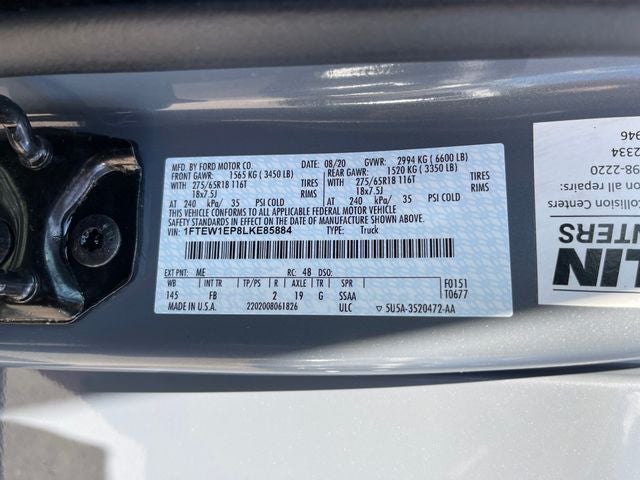 MFD. BY FORD MOTOR CO. DATE: 08/20 GVWR: 2994 KG ( 6600 LB)
FRONT GAWR: 1565 KG ( 3450 LB) REAR GAWR: 1520 KG ( 3350 LB)
WITH 275/65R18 116T TIRES WITH 275/65R18 116T TIRES
18x7.5J RIMS 18x7.5J RIMS
AT 240 kPa/ 35 PSI COLD AT 240 kPa/ 35 PSI COLD
THIS VEHICLE CONFORMS TO ALL APPLICABLE FEDERAL MOTOR VEHICLE
SAFETY STANDARDS IN EFFECT ON THE DATE OF MANUFACTURE SHOWN ABOVE.
VIN: 1FTEW1EP8LKE85884 TYPE: Truck
EXT PNT: ME RC: 48 DSO:
WB INT TR TP/PS R AXLE TR SPR F0151
145 FB 2 19 G SSAA T0677
MADE IN U.S.A. 2202008061826 ULC 5U5A-3520472-AA
LIN
NTERS
Collision Centers
on all repairs:
98-2220
2334
946